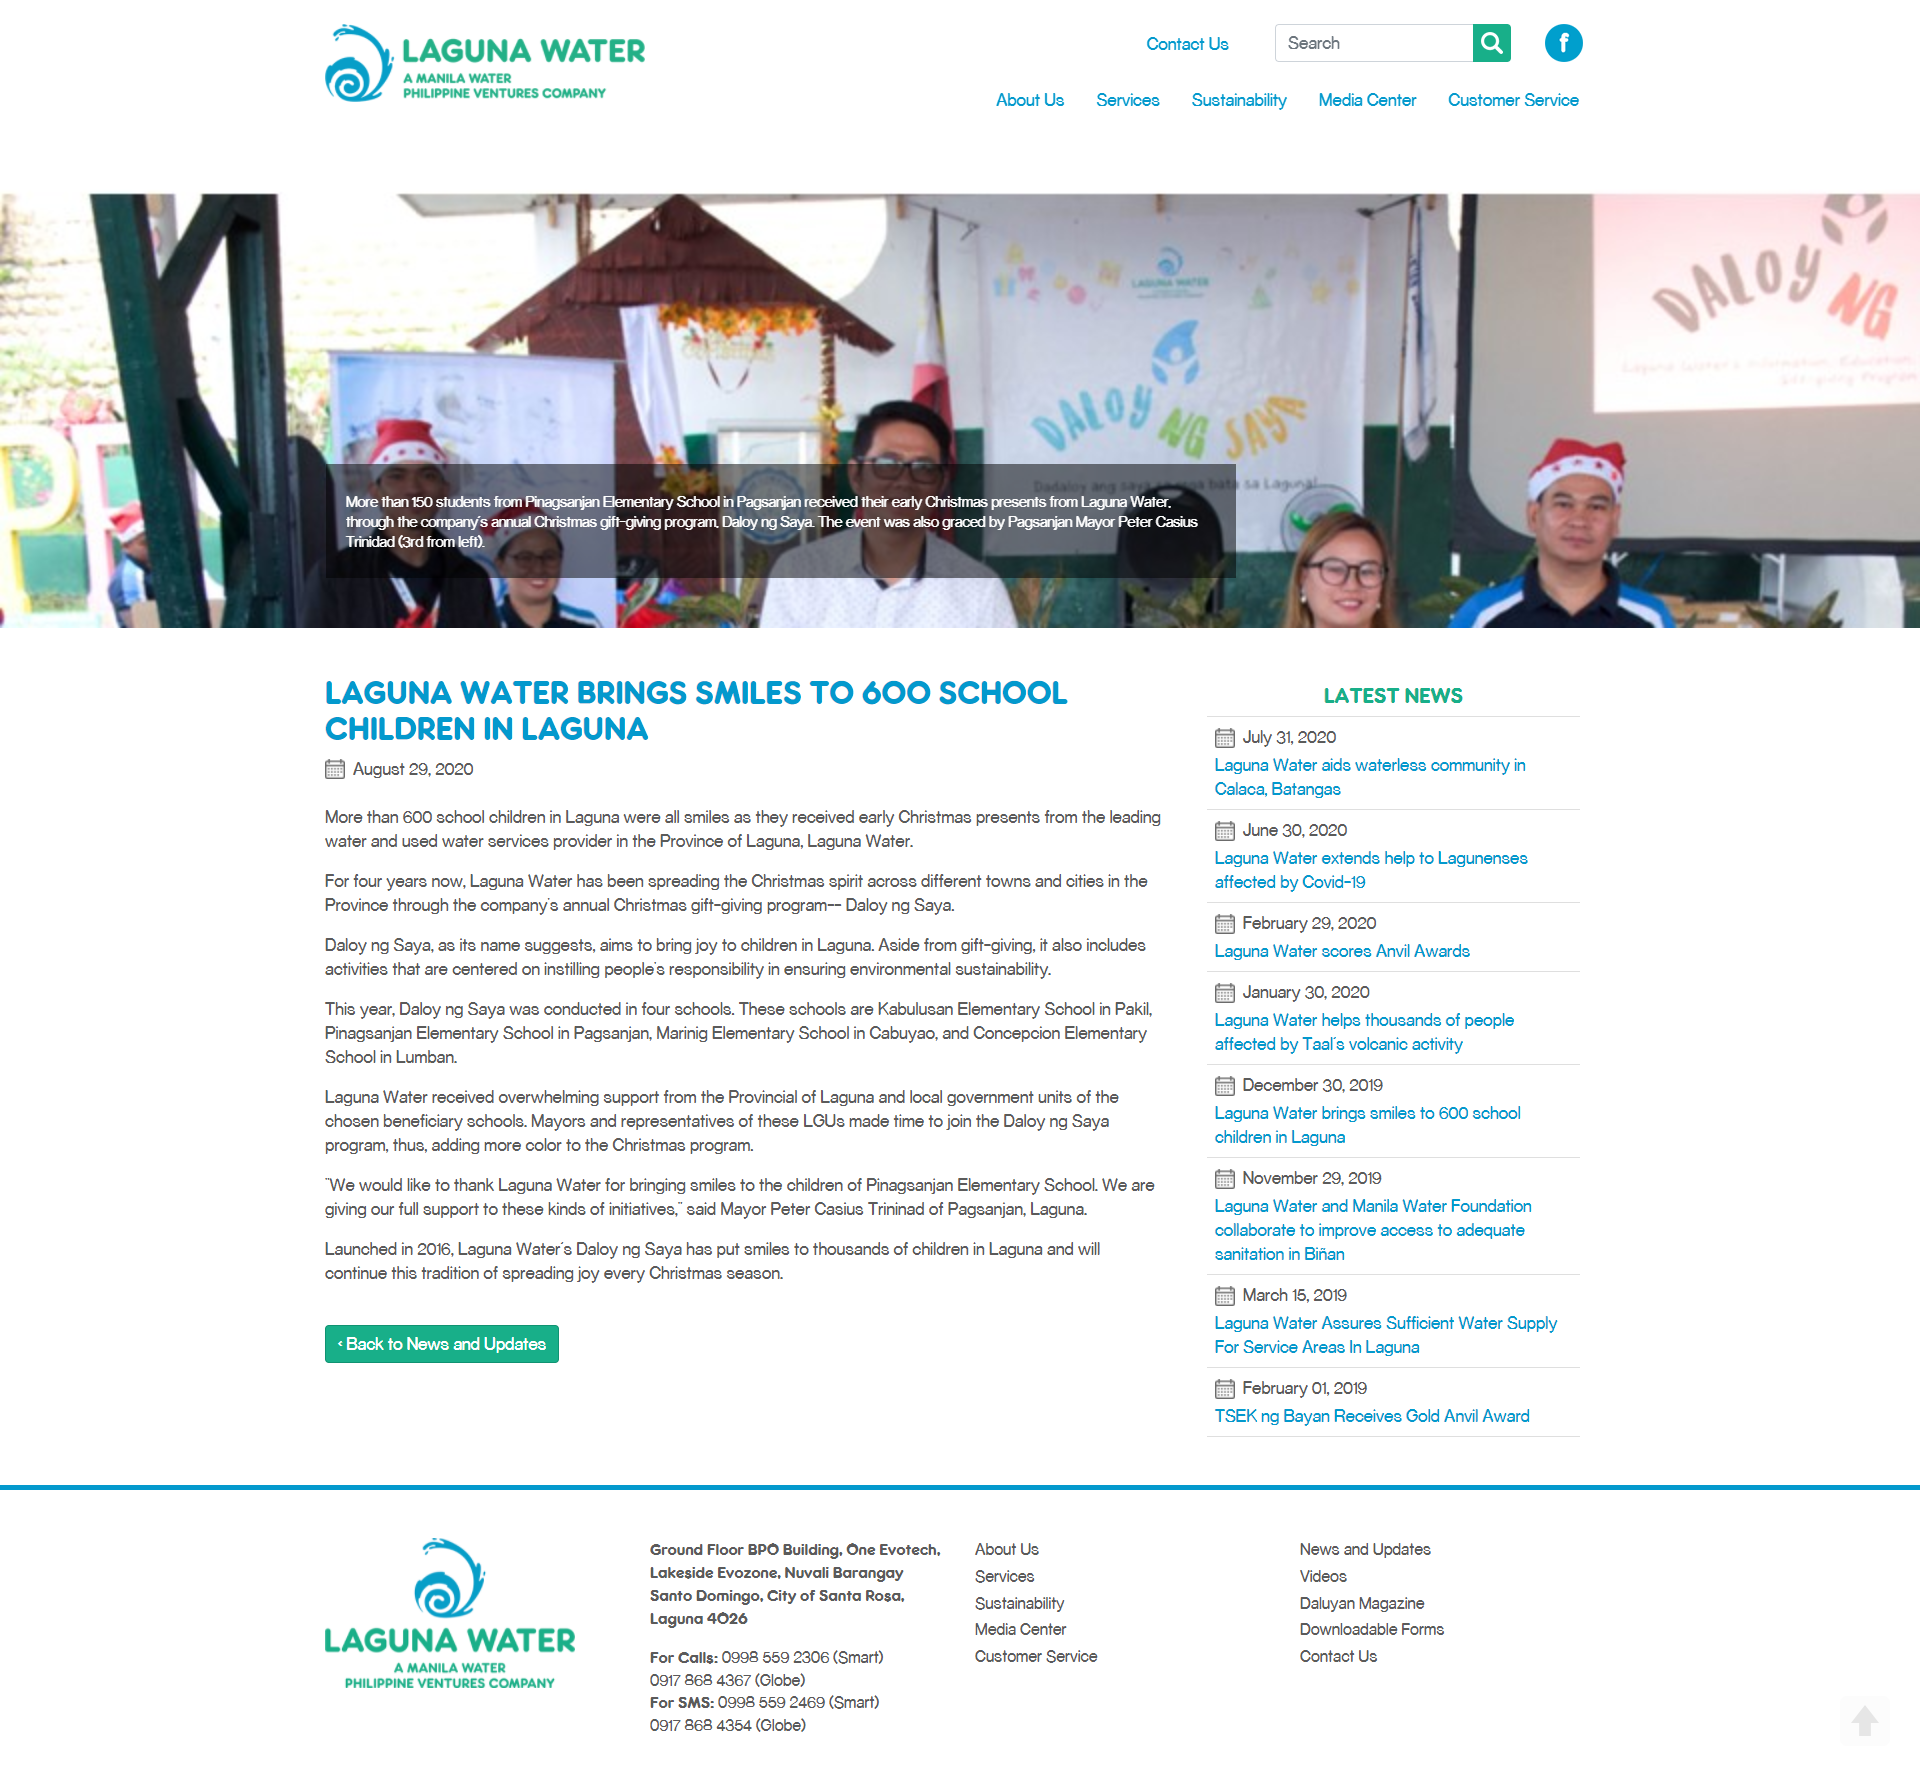 LAGUNA WATER
A MANILA WATER
PHILIPPINE VENTURES COMPANY
Contact Us
Search
f
About Us
Services
Sustainability
Media Center
Customer Service
LAGUNA WATER
DALOY NG SAYA
DALOY NG
More than 150 students from Pinagsanjan Elementary School in Pagsanjan received their early Christmas presents from Laguna Water,
through the company's annual Christmas gift-giving program, Daloy ng Saya. The event was also graced by Pagsanjan Mayor Peter Casius
Trinidad (3rd from left).
LAGUNA WATER BRINGS SMILES TO 600 SCHOOL
CHILDREN IN LAGUNA
August 29, 2020
More than 600 school children in Laguna were all smiles as they received early Christmas presents from the leading
water and used water services provider in the Province of Laguna, Laguna Water.
For four years now, Laguna Water has been spreading the Christmas spirit across different towns and cities in the
Province through the company's annual Christmas gift-giving program-- Daloy ng Saya.
Daloy ng Saya, as its name suggests, aims to bring joy to children in Laguna. Aside from gift-giving, it also includes
activities that are centered on instilling people's responsibility in ensuring environmental sustainability.
This year, Daloy ng Saya was conducted in four schools. These schools are Kabulusan Elementary School in Pakil,
Pinagsanjan Elementary School in Pagsanjan, Marinig Elementary School in Cabuyao, and Concepcion Elementary
School in Lumban.
Laguna Water received overwhelming support from the Provincial of Laguna and local government units of the
chosen beneficiary schools. Mayors and representatives of these LGUs made time to join the Daloy ng Saya
program, thus, adding more color to the Christmas program.
"We would like to thank Laguna Water for bringing smiles to the children of Pinagsanjan Elementary School. We are
giving our full support to these kinds of initiatives," said Mayor Peter Casius Trininad of Pagsanjan, Laguna.
Launched in 2016, Laguna Water's Daloy ng Saya has put smiles to thousands of children in Laguna and will
continue this tradition of spreading joy every Christmas season.
‹ Back to News and Updates
LATEST NEWS
July 31, 2020
Laguna Water aids waterless community in
Calaca, Batangas
June 30, 2020
Laguna Water extends help to Lagunenses
affected by Covid-19
February 29, 2020
Laguna Water scores Anvil Awards
January 30, 2020
Laguna Water helps thousands of people
affected by Taal's volcanic activity
December 30, 2019
Laguna Water brings smiles to 600 school
children in Laguna
November 29, 2019
Laguna Water and Manila Water Foundation
collaborate to improve access to adequate
sanitation in Biñan
March 15, 2019
Laguna Water Assures Sufficient Water Supply
For Service Areas In Laguna
February 01, 2019
TSEK ng Bayan Receives Gold Anvil Award
LAGUNA WATER
A MANILA WATER
PHILIPPINE VENTURES COMPANY
Ground Floor BPO Building, One Evotech,
Lakeside Evozone, Nuvali Barangay
Santo Domingo, City of Santa Rosa,
Laguna 4026
For Calls: 0998 559 2306 (Smart)
0917 868 4367 (Globe)
For SMS: 0998 559 2469 (Smart)
0917 868 4354 (Globe)
About Us
Services
Sustainability
Media Center
Customer Service
News and Updates
Videos
Daluyan Magazine
Downloadable Forms
Contact Us